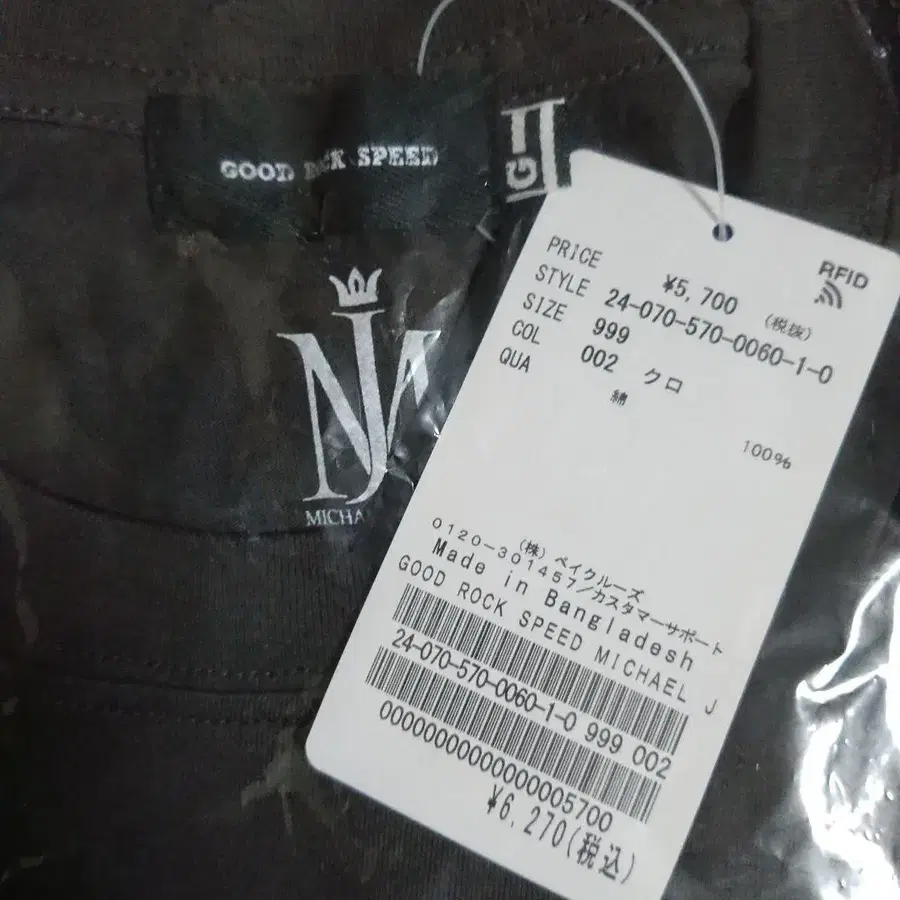 GOOD ROCK SPEED
G
MJ
MICHA
RFID
PRICE ¥5,700 (税抜)
STYLE 24-070-570-0060-1-0
SIZE 999
COL 002 クロ
QUA 綿 100%
(株) ベイクルーズ
0120-301457/カスタマーサポート
Made in Bangladesh
GOOD ROCK SPEED MICHAEL J
24-070-570-0060-1-0 999 002
0000000000000005700
¥6,270(税込)